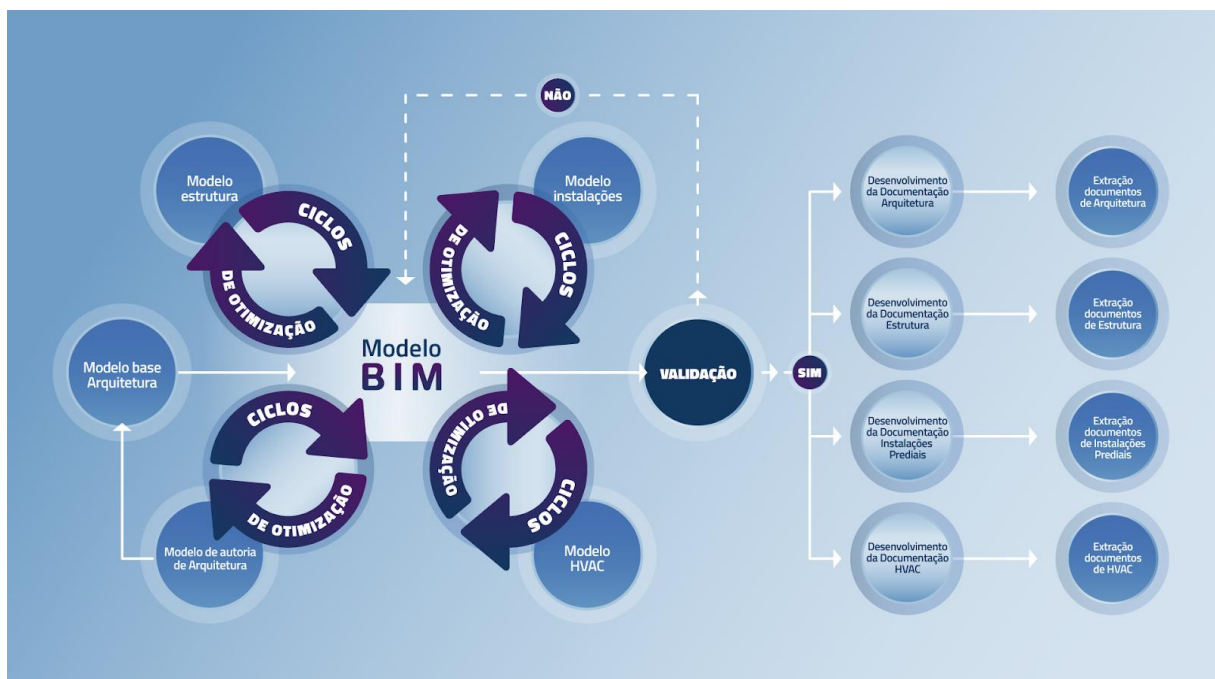 NÃO
Modelo
estrutura
CICLOS
DE OTIMIZAÇÃO
Modelo
instalações
CICLOS
DE OTIMIZAÇÃO
Modelo base
Arquitetura
Modelo
BIM
VALIDAÇÃO
SIM
CICLOS
DE OTIMIZAÇÃO
Modelo de autoria
de Arquitetura
DE OTIMIZAÇÃO
CICLOS
Modelo
HVAC
Desenvolvimento
da Documentação
Arquitetura
Extração
documentos
de Arquitetura
Desenvolvimento
da Documentação
Estrutura
Extração
documentos
de Estrutura
Desenvolvimento
da Documentação
Instalações
Prediais
Extração
documentos
de Instalações
Prediais
Desenvolvimento
da Documentação
HVAC
Extração
documentos
de HVAC